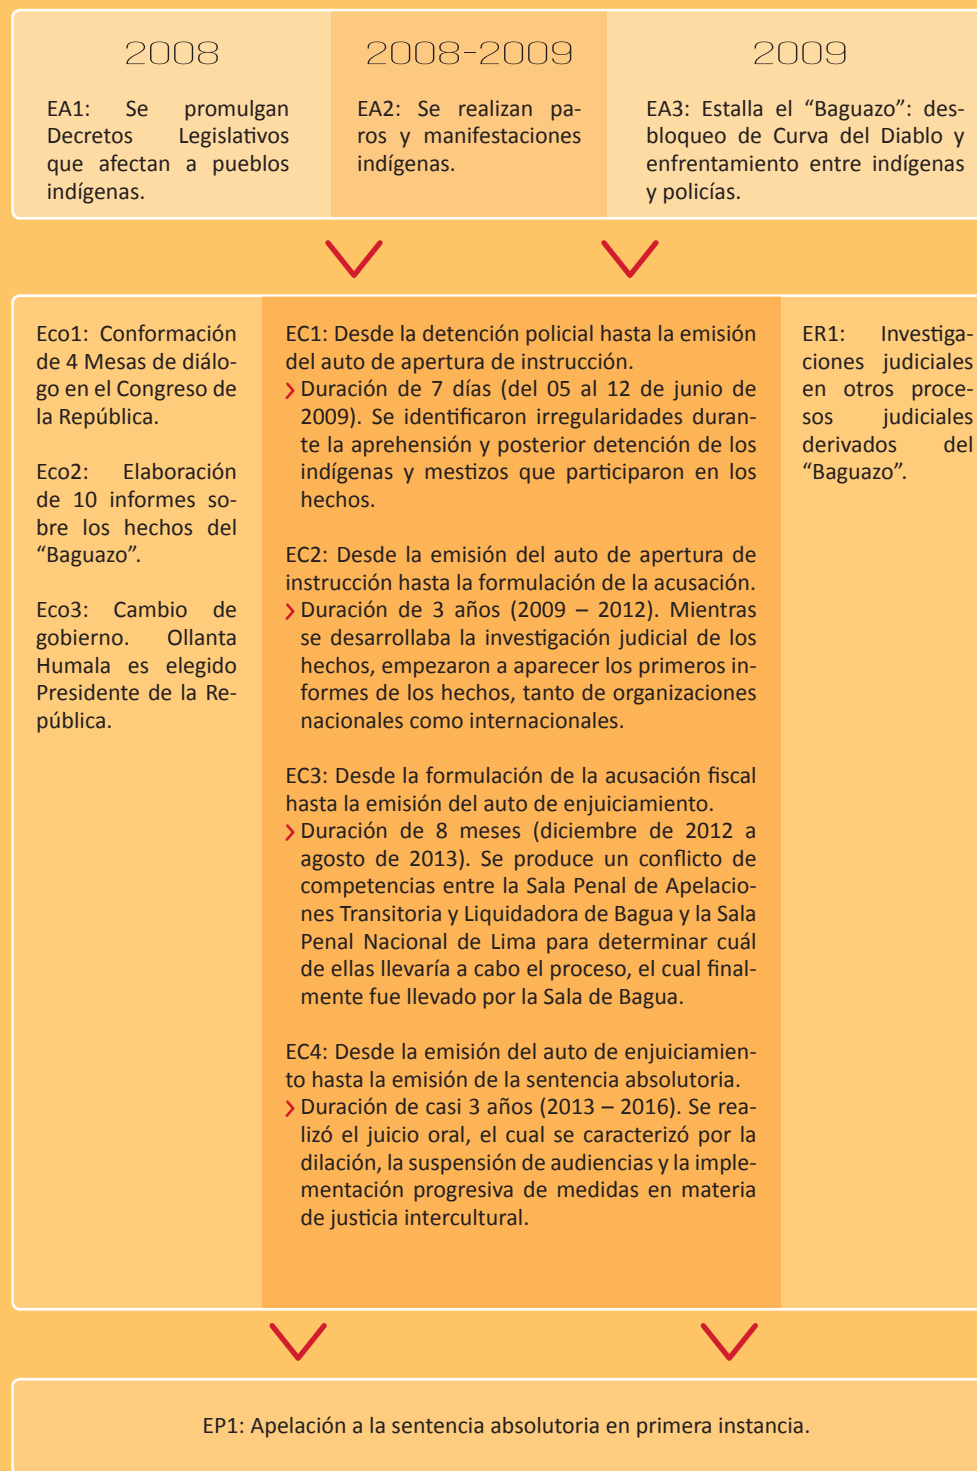 2008
EA1: Se promulgan
Decretos Legislativos
que afectan a pueblos
indígenas.
2008-2009
EA2: Se realizan pa-
ros y manifestaciones
indígenas.
2009
EA3: Estalla el “Baguazo”: des-
bloqueo de Curva del Diablo y
enfrentamiento entre indígenas
y policías.
Eco1: Conformación
de 4 Mesas de diálo-
go en el Congreso de
la República.
Eco2: Elaboración
de 10 informes so-
bre los hechos del
“Baguazo”.
Eco3: Cambio de
gobierno. Ollanta
Humala es elegido
Presidente de la Re-
pública.
EC1: Desde la detención policial hasta la emisión
del auto de apertura de instrucción.
Duración de 7 días (del 05 al 12 de junio de
2009). Se identificaron irregularidades duran-
te la aprehensión y posterior detención de los
indígenas y mestizos que participaron en los
hechos.
EC2: Desde la emisión del auto de apertura de
instrucción hasta la formulación de la acusación.
Duración de 3 años (2009 – 2012). Mientras
se desarrollaba la investigación judicial de los
hechos, empezaron a aparecer los primeros in-
formes de los hechos, tanto de organizaciones
nacionales como internacionales.
EC3: Desde la formulación de la acusación fiscal
hasta la emisión del auto de enjuiciamiento.
Duración de 8 meses (diciembre de 2012 a
agosto de 2013). Se produce un conflicto de
competencias entre la Sala Penal de Apelacio-
nes Transitoria y Liquidadora de Bagua y la Sala
Penal Nacional de Lima para determinar cuál
de ellas llevaría a cabo el proceso, el cual final-
mente fue llevado por la Sala de Bagua.
EC4: Desde la emisión del auto de enjuiciamien-
to hasta la emisión de la sentencia absolutoria.
Duración de casi 3 años (2013 – 2016). Se rea-
lizó el juicio oral, el cual se caracterizó por la
dilación, la suspensión de audiencias y la imple-
mentación progresiva de medidas en materia
de justicia intercultural.
ER1: Investiga-
ciones judiciales
en otros proce-
sos judiciales
derivados del
“Baguazo”.
EP1: Apelación a la sentencia absolutoria en primera instancia.